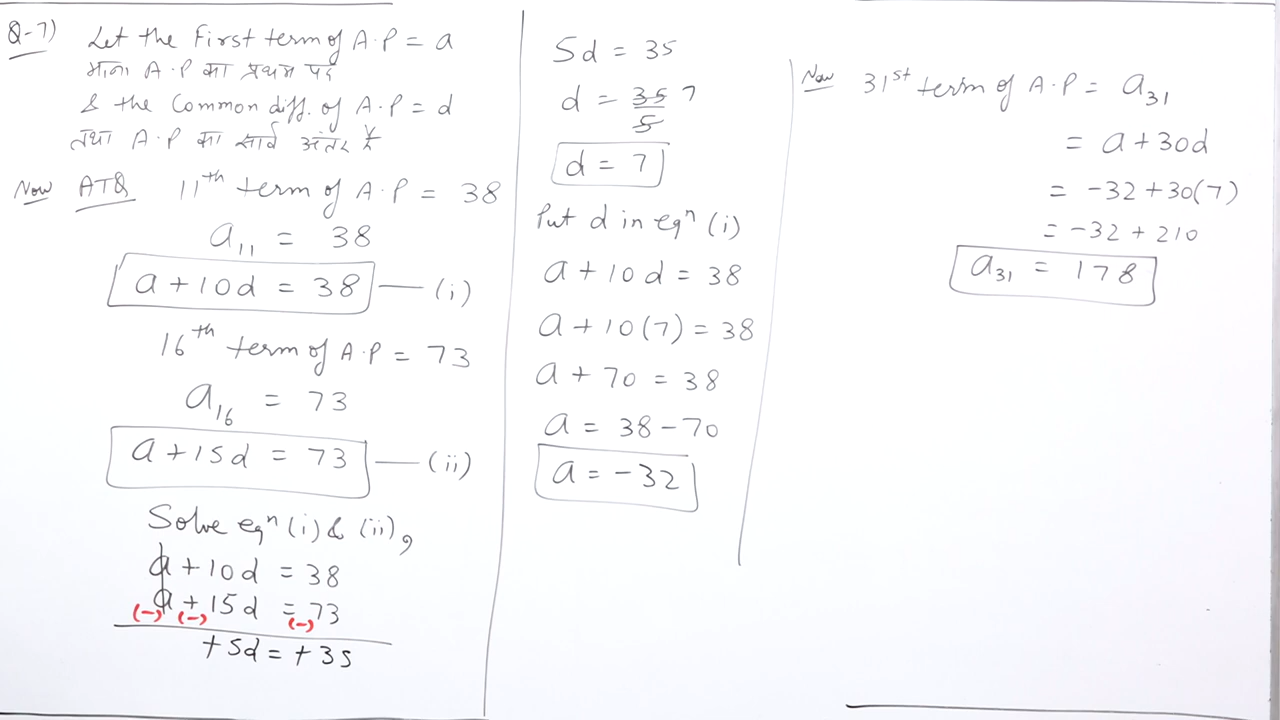 Q-7) Let the First term of A.P = a
माना A.P का प्रथम पद
& the Common diff. of A.P = d
तथा A.P का सार्व अंतर है
Now ATQ 11th term of A.P = 38
a11 = 38
a + 10d = 38 — (i)
16th term of A.P = 73
a16 = 73
a + 15d = 73 — (ii)
Solve eqn (i) & (ii),
a + 10d = 38
a + 15d = 73
(-) (-) (-)
+5d = +35
5d = 35
d = 35/5 7
d = 7
Put d in eqn (i)
a + 10d = 38
a + 10(7) = 38
a + 70 = 38
a = 38 - 70
a = -32
Now 31st term of A.P = a31
= a + 30d
= -32 + 30(7)
= -32 + 210
a31 = 178